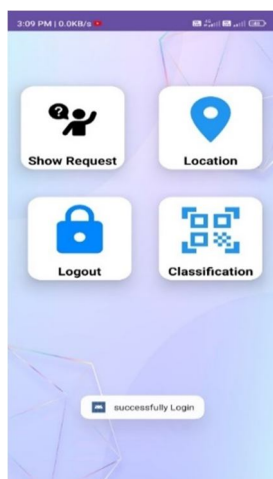 3:09 PM | 0.0KB/s
Show Request
Location
Logout
Classification
successfully Login